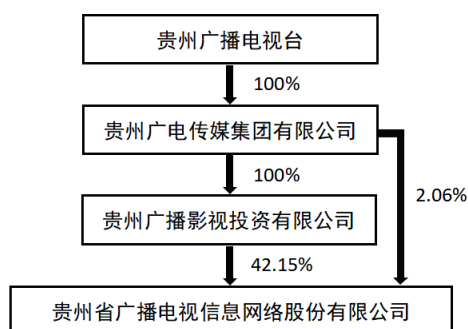 贵州广播电视台
100%
贵州广电传媒集团有限公司
100%
2.06%
贵州广播影视投资有限公司
42.15%
贵州省广播电视信息网络股份有限公司